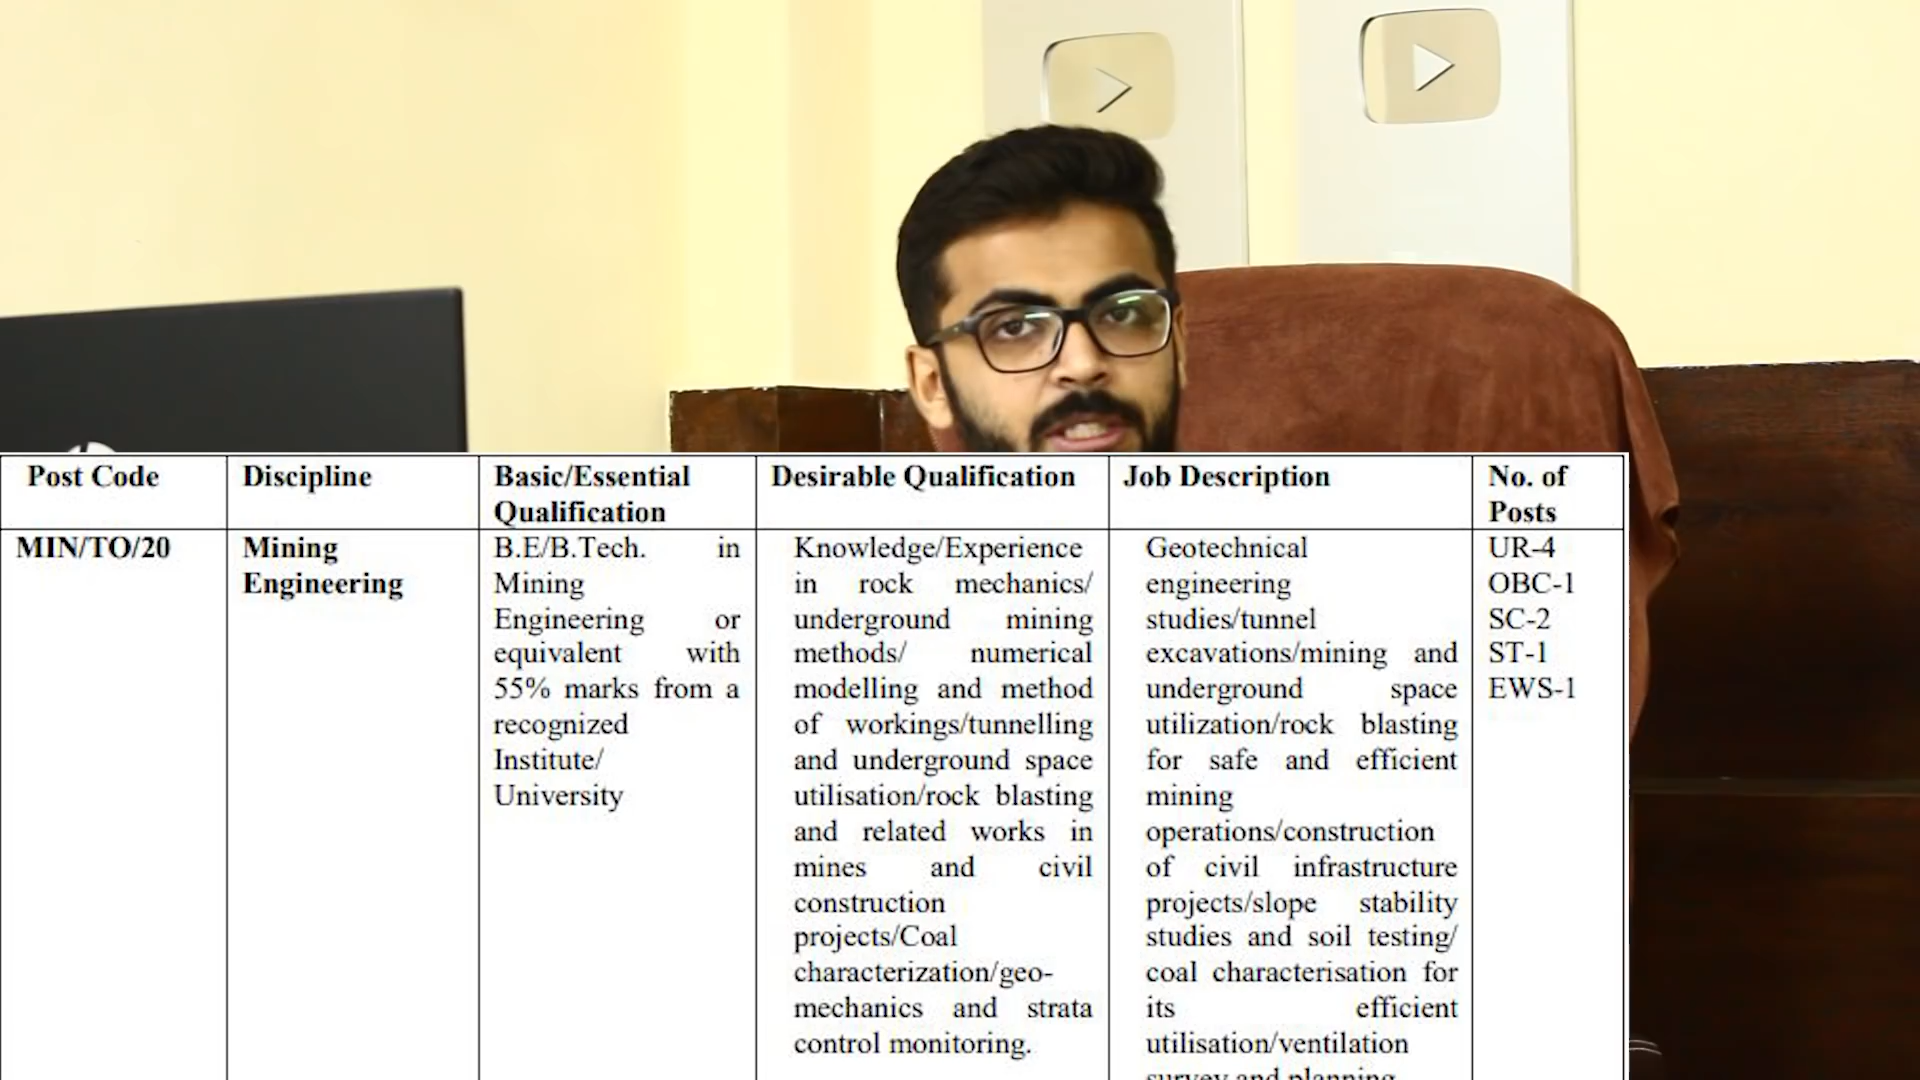 Post Code
Discipline
Basic/Essential
Qualification
Desirable Qualification
Job Description
No. of
Posts
MIN/TO/20
Mining
Engineering
B.E/B.Tech. in
Mining
Engineering or
equivalent with
55% marks from a
recognized
Institute/
University
Knowledge/Experience
in rock mechanics/
underground mining
methods/ numerical
modelling and method
of workings/tunnelling
and underground space
utilisation/rock blasting
and related works in
mines and civil
construction
projects/Coal
characterization/geo-
mechanics and strata
control monitoring.
Geotechnical
engineering
studies/tunnel
excavations/mining and
underground space
utilization/rock blasting
for safe and efficient
mining
operations/construction
of civil infrastructure
projects/slope stability
studies and soil testing/
coal characterisation for
its efficient
utilisation/ventilation
survey and planning
UR-4
OBC-1
SC-2
ST-1
EWS-1